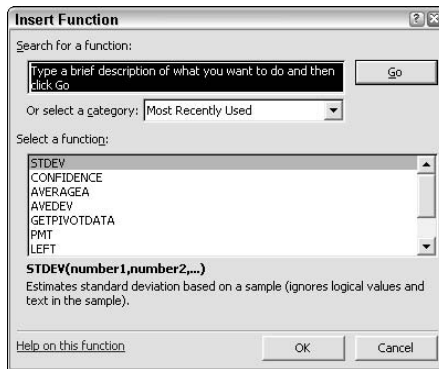 Insert Function
Search for a function:
Type a brief description of what you want to do and then
click Go
Go
Or select a category: Most Recently Used
Select a function:
STDEV
CONFIDENCE
AVERAGEA
AVEDEV
GETPIVOTDATA
PMT
LEFT
STDEV(number1,number2,...)
Estimates standard deviation based on a sample (ignores logical values and
text in the sample).
Help on this function
OK
Cancel